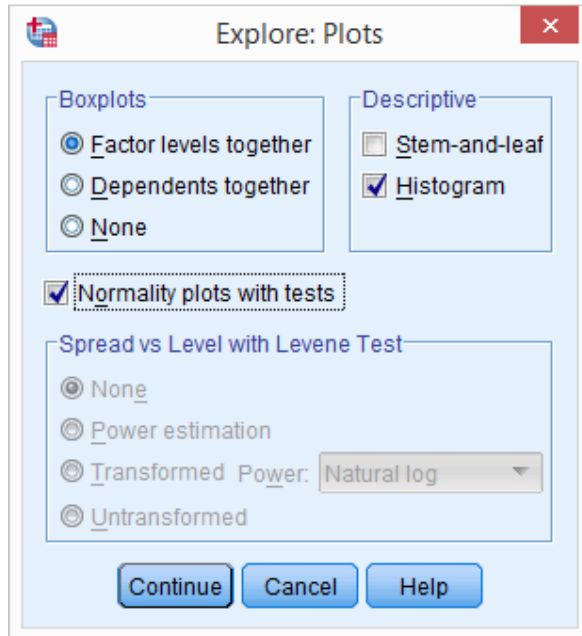 Explore: Plots
Boxplots
Factor levels together
Dependents together
None
Descriptive
Stem-and-leaf
Histogram
Normality plots with tests
Spread vs Level with Levene Test
None
Power estimation
Transformed Power: Natural log
Untransformed
Continue Cancel Help